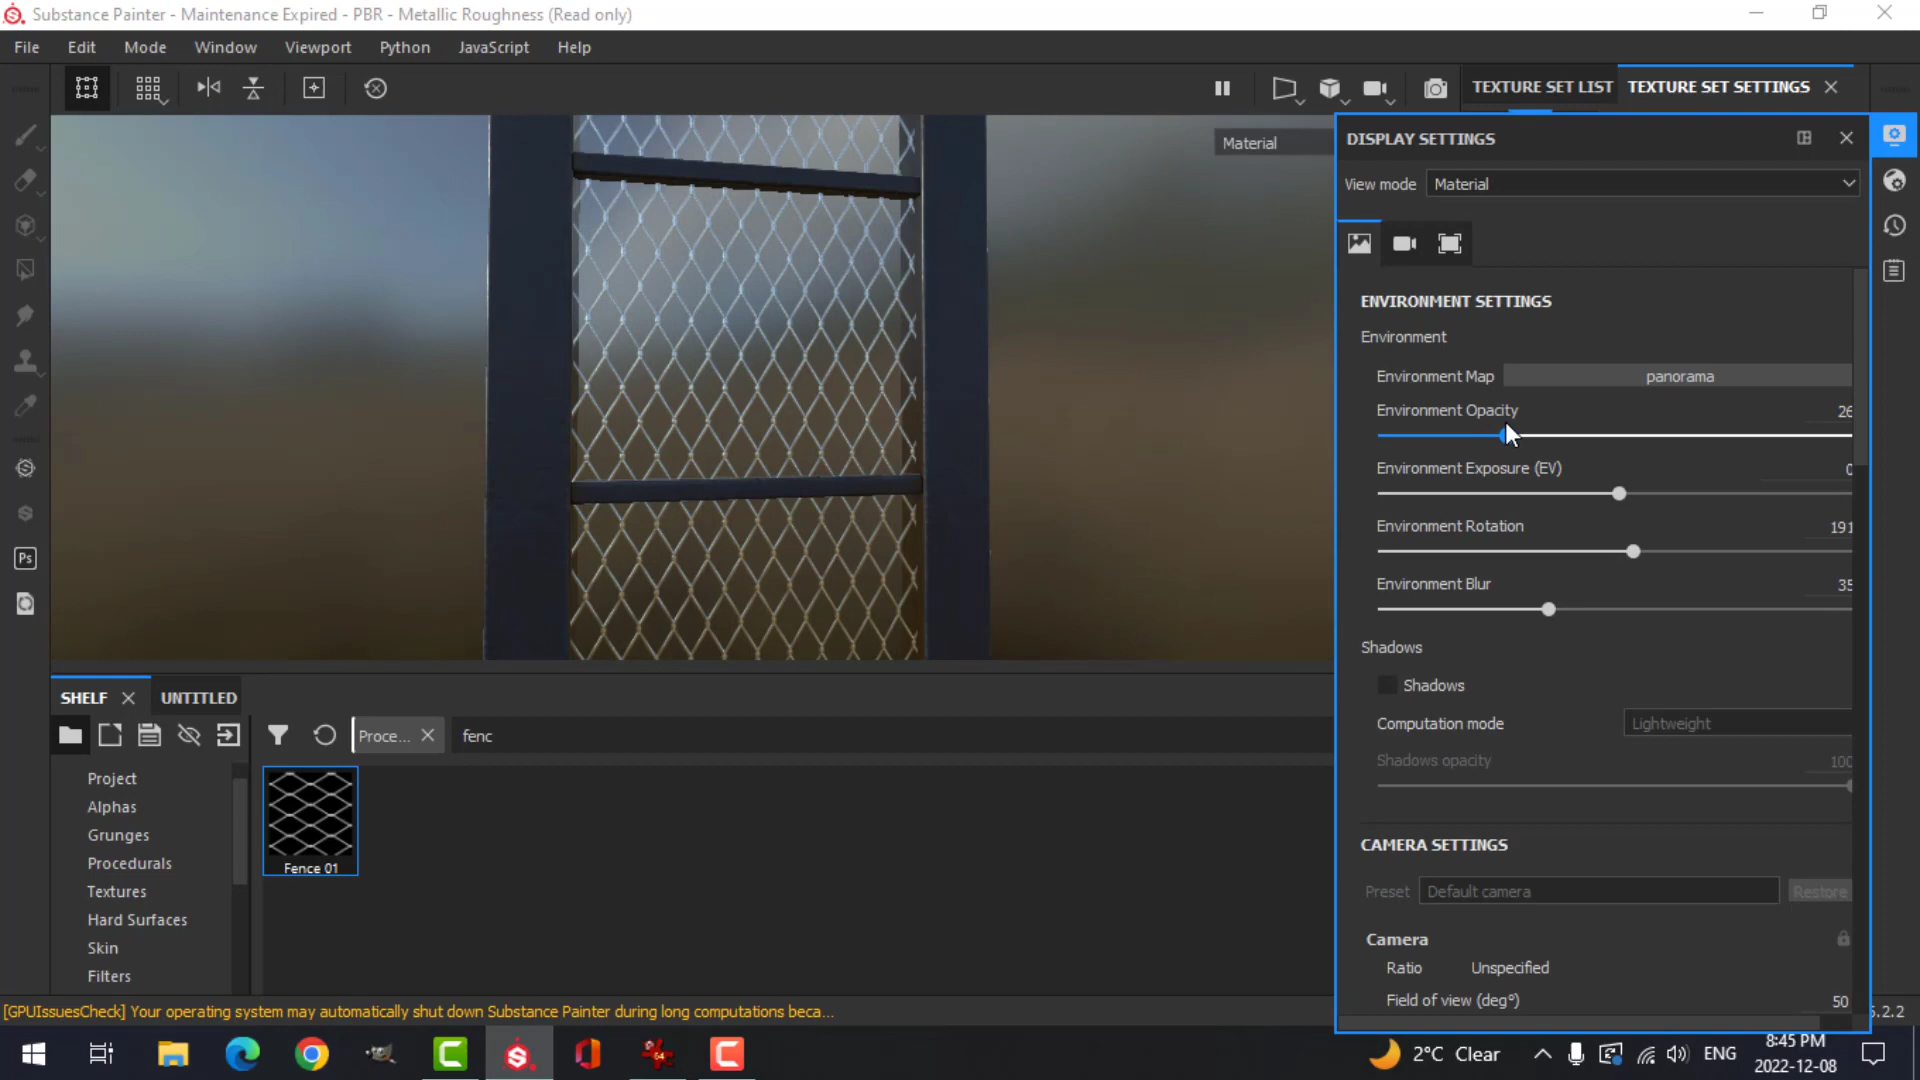 Substance Painter - Maintenance Expired - PBR - Metallic Roughness (Read only)
File Edit Mode Window Viewport Python JavaScript Help
TEXTURE SET LIST TEXTURE SET SETTINGS
Material
DISPLAY SETTINGS
View mode Material
ENVIRONMENT SETTINGS
Environment
Environment Map panorama
Environment Opacity 26
Environment Exposure (EV) 0
Environment Rotation 191
Environment Blur 35
Shadows
Shadows
Computation mode Lightweight
Shadows opacity 100
CAMERA SETTINGS
Preset Default camera Restore
Camera
Ratio Unspecified
Field of view (deg°) 50
Ps
SHELF UNTITLED
Proce... fenc
Project
Alphas
Grunges
Procedurals
Textures
Hard Surfaces
Skin
Filters
Fence 01
[GPUIssuesCheck] Your operating system may automatically shut down Substance Painter during long computations beca...
2°C Clear
ENG
8:45 PM
2022-12-08